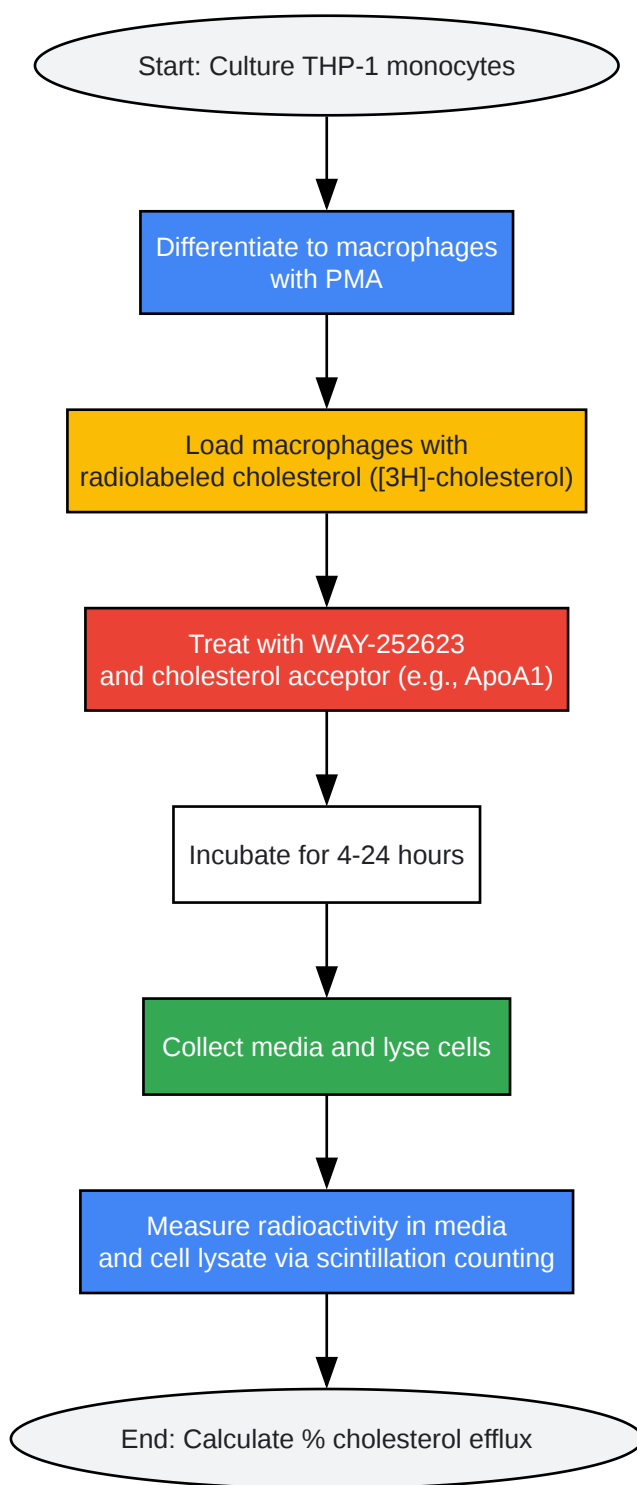 Start: Culture THP-1 monocytes
Differentiate to macrophages
with PMA
Load macrophages with
radiolabeled cholesterol ([3H]-cholesterol)
Treat with WAY-252623
and cholesterol acceptor (e.g., ApoA1)
Incubate for 4-24 hours
Collect media and lyse cells
Measure radioactivity in media
and cell lysate via scintillation counting
End: Calculate % cholesterol efflux